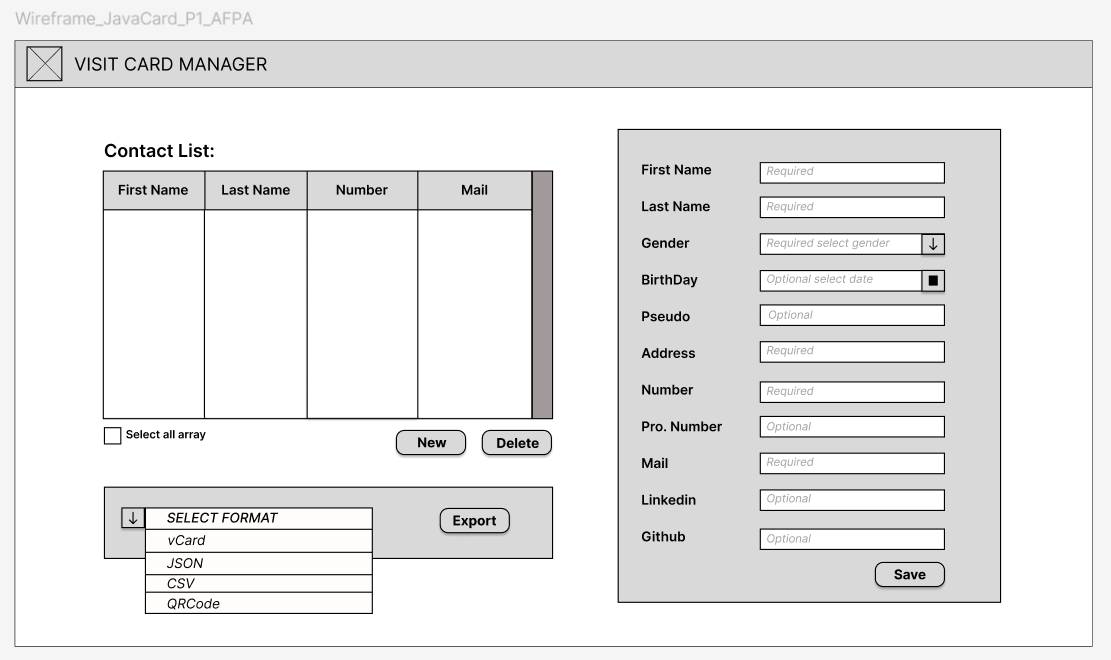 Wireframe_JavaCard_P1_AFPA
VISIT CARD MANAGER
Contact List:
First Name Last Name Number Mail
Select all array
New Delete
SELECT FORMAT
vCard
JSON
CSV
QRCode
Export
First Name Required
Last Name Required
Gender Required select gender ↓
BirthDay Optional select date
Pseudo Optional
Address Required
Number Required
Pro. Number Optional
Mail Required
Linkedin Optional
Github Optional
Save